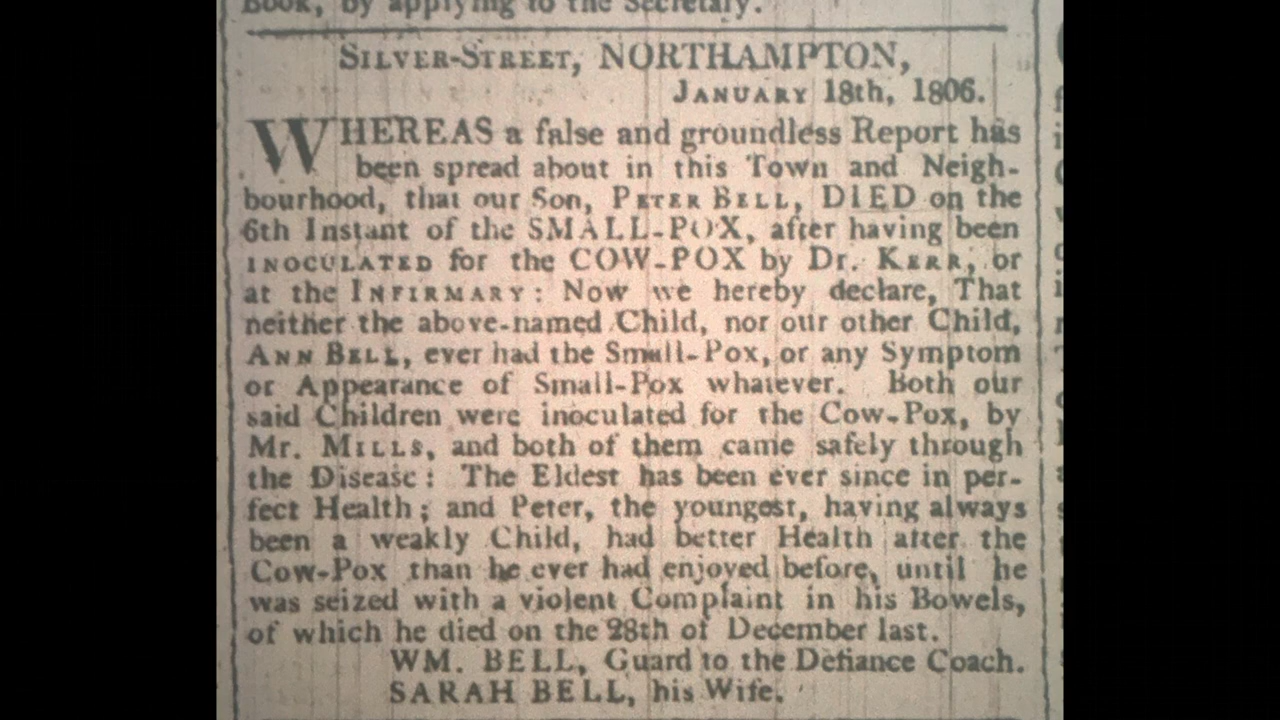 Book, by applying to the Secretary.
SILVER-STREET, NORTHAMPTON,
JANUARY 18th, 1806.
WHEREAS a false and groundless Report has
been spread about in this Town and Neigh-
bourhood, that our Son, PETER BELL, DIED on the
6th Instant of the SMALL-POX, after having been
INOCULATED for the COW-POX by Dr. KERR, or
at the INFIRMARY: Now we hereby declare, That
neither the above-named Child, nor our other Child,
ANN BELL, ever had the Small-Pox, or any Symptom
or Appearance of Small-Pox whatever. Both our
said Children were inoculated for the Cow-Pox, by
Mr. MILLS, and both of them came safely through
the Disease: The Eldest has been ever since in per-
fect Health; and Peter, the youngest, having always
been a weakly Child, had better Health after the
Cow-Pox than he ever had enjoyed before, until he
was seized with a violent Complaint in his Bowels,
of which he died on the 28th of December last.
WM. BELL, Guard to the Defiance Coach.
SARAH BELL, his Wife.